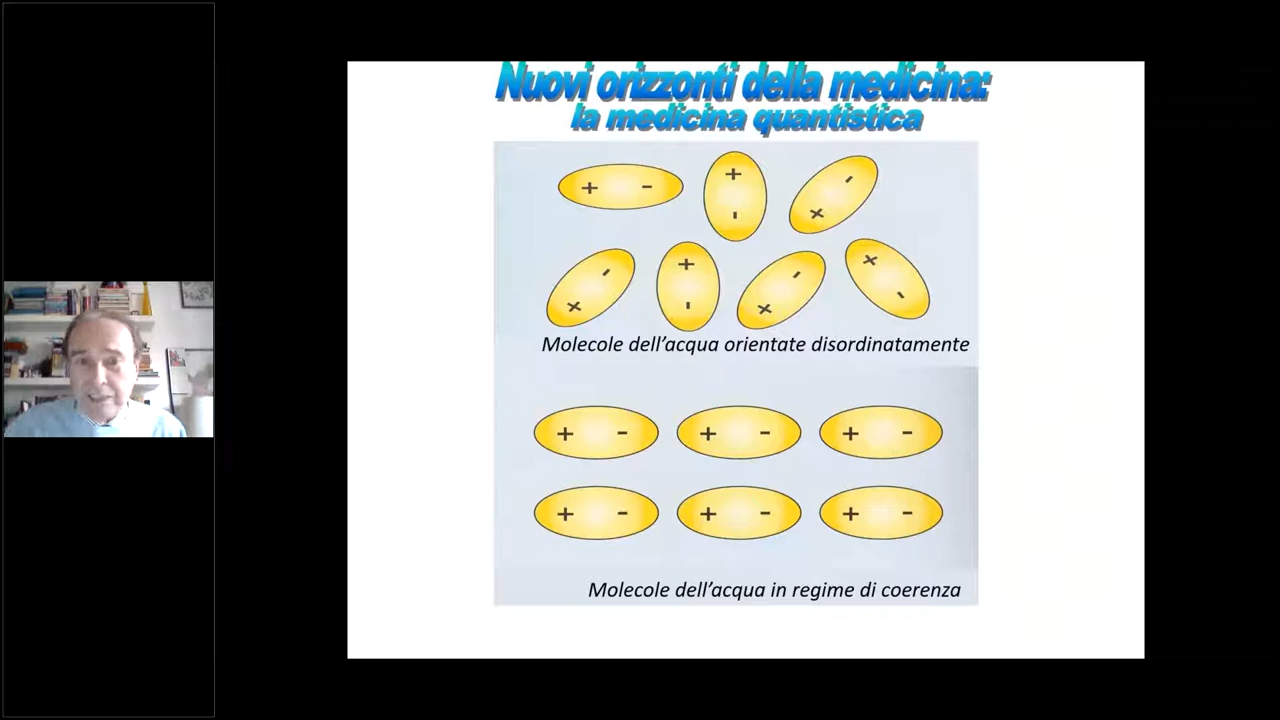 Nuovi orizzonti della medicina:
la medicina quantistica
+ - + - + -
+ - + - + - + -
Molecole dell'acqua orientate disordinatamente
+ - + - + -
+ - + - + -
Molecole dell'acqua in regime di coerenza